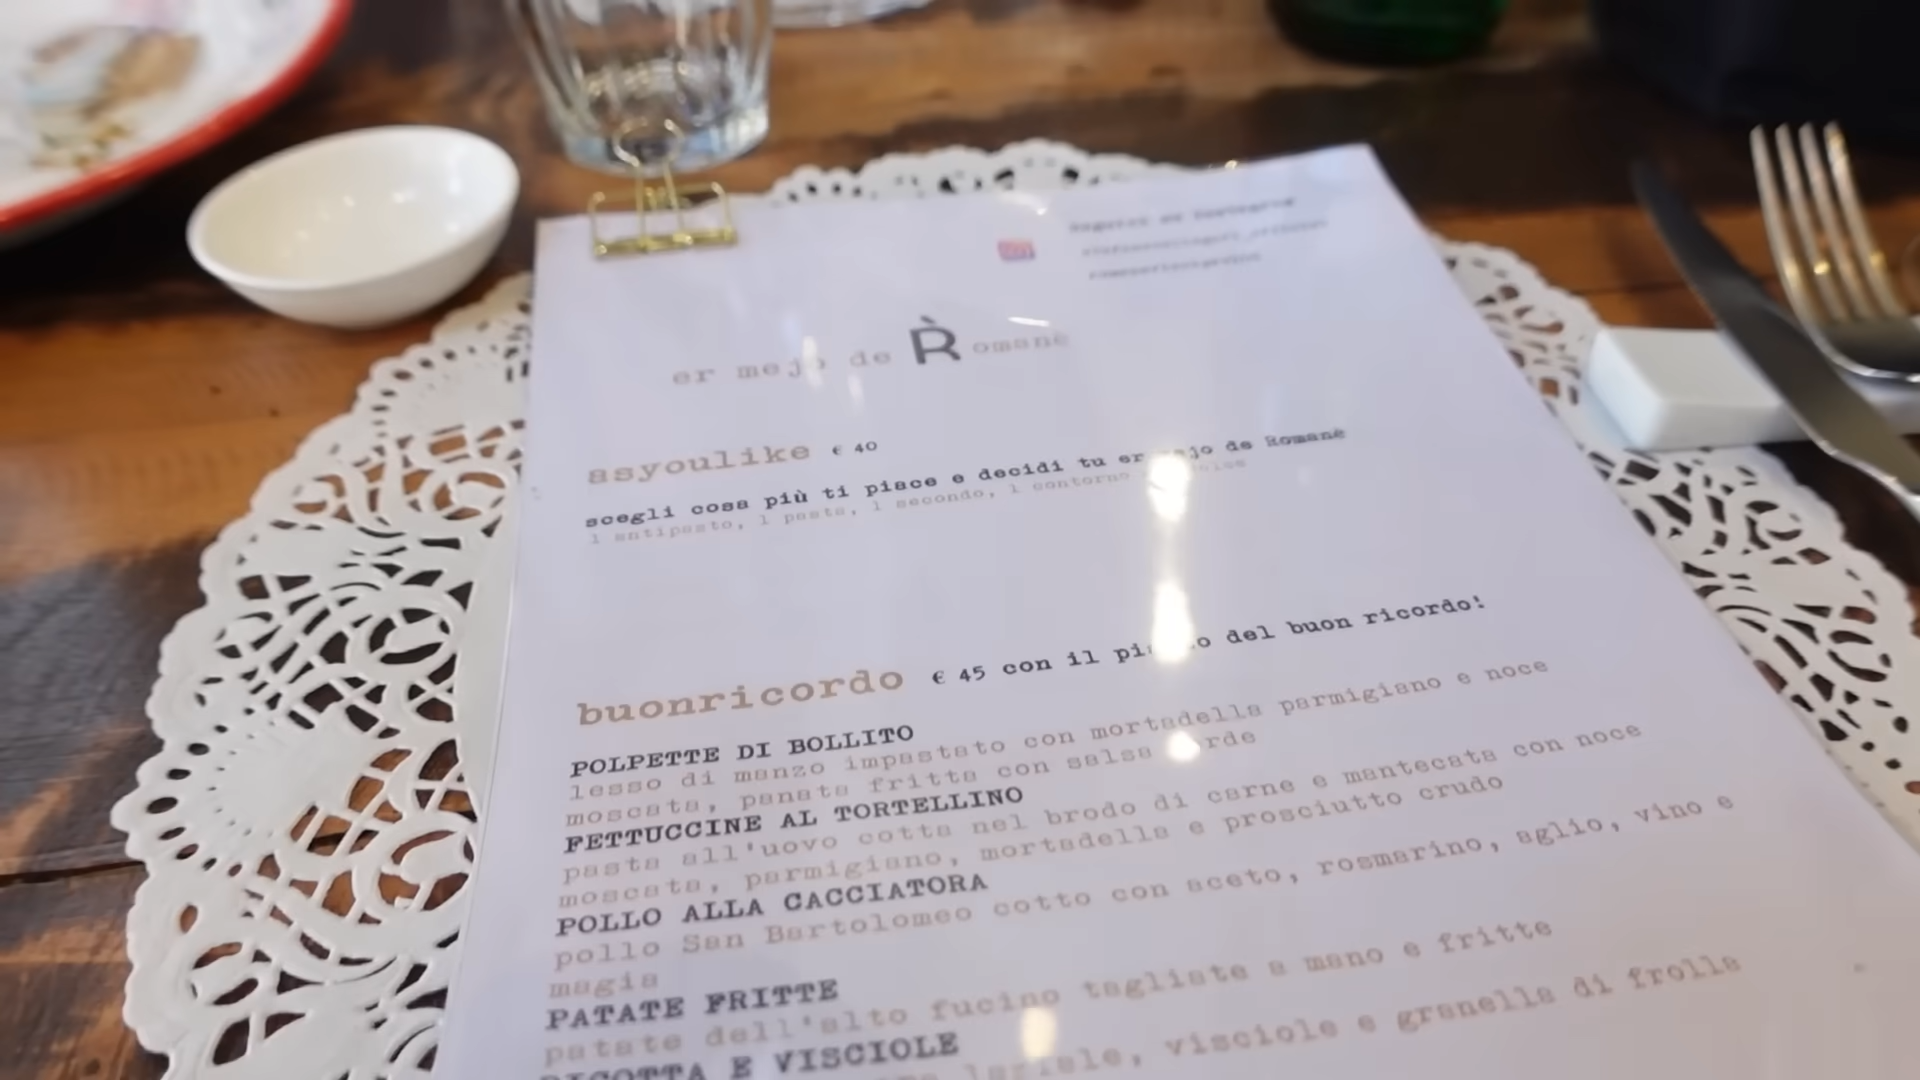 er mejo de Romanè
asyoulike € 40
scegli cosa più ti piace e decidi tu er mejo de Romanè
1 antipasto, 1 pasta, 1 secondo, 1 contorno
buonricordo € 45 con il piatto del buon ricordo!
POLPETTE DI BOLLITO
lesso di manzo impastato con mortadella parmigiano e noce
moscata, panata fritta con salsa verde
FETTUCCINE AL TORTELLINO
pasta all'uovo cotta nel brodo di carne e mantecata con noce
moscata, parmigiano, mortadella e prosciutto crudo
POLLO ALLA CACCIATORA
pollo San Bartolomeo cotto con aceto, rosmarino, aglio, vino e
magia
PATATE FRITTE
patate dell'alto fucino tagliate a mano e fritte
RICOTTA E VISCIOLE
visciole e granella di frolla